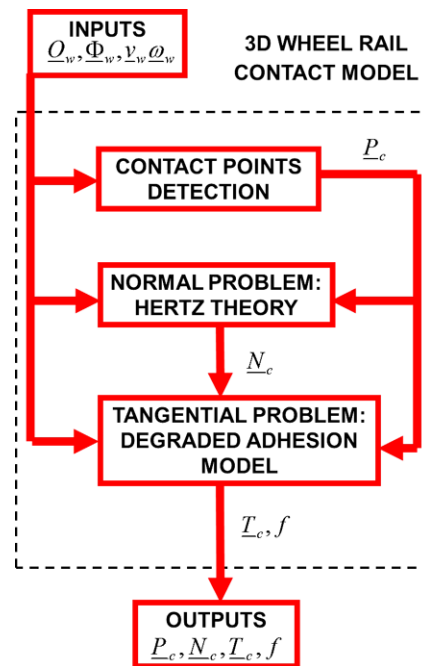 INPUTS
O_w, Φ_w, v_w ω_w
3D WHEEL RAIL
CONTACT MODEL
P_c
CONTACT POINTS
DETECTION
NORMAL PROBLEM:
HERTZ THEORY
N_c
TANGENTIAL PROBLEM:
DEGRADED ADHESION
MODEL
T_c, f
OUTPUTS
P_c, N_c, T_c, f